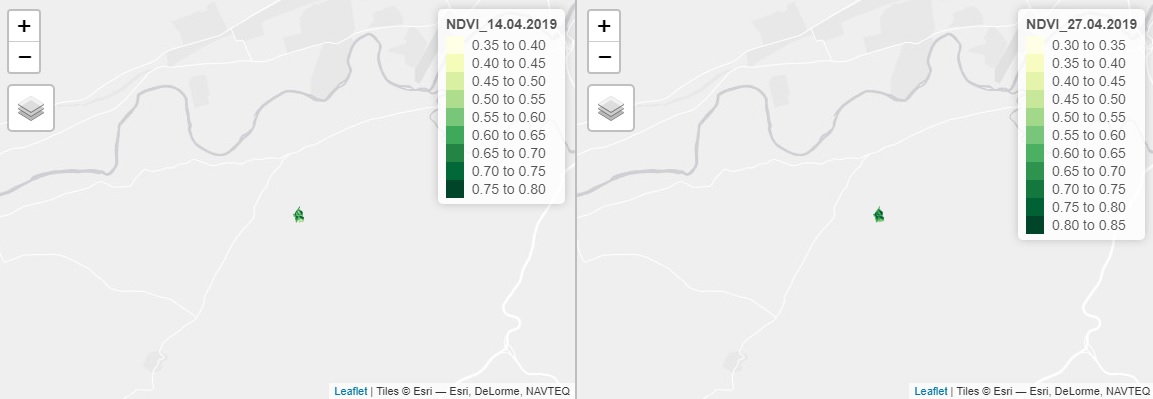 +
−
NDVI_14.04.2019
0.35 to 0.40
0.40 to 0.45
0.45 to 0.50
0.50 to 0.55
0.55 to 0.60
0.60 to 0.65
0.65 to 0.70
0.70 to 0.75
0.75 to 0.80
Leaflet | Tiles © Esri — Esri, DeLorme, NAVTEQ
+
−
NDVI_27.04.2019
0.30 to 0.35
0.35 to 0.40
0.40 to 0.45
0.45 to 0.50
0.50 to 0.55
0.55 to 0.60
0.60 to 0.65
0.65 to 0.70
0.70 to 0.75
0.75 to 0.80
0.80 to 0.85
Leaflet | Tiles © Esri — Esri, DeLorme, NAVTEQ